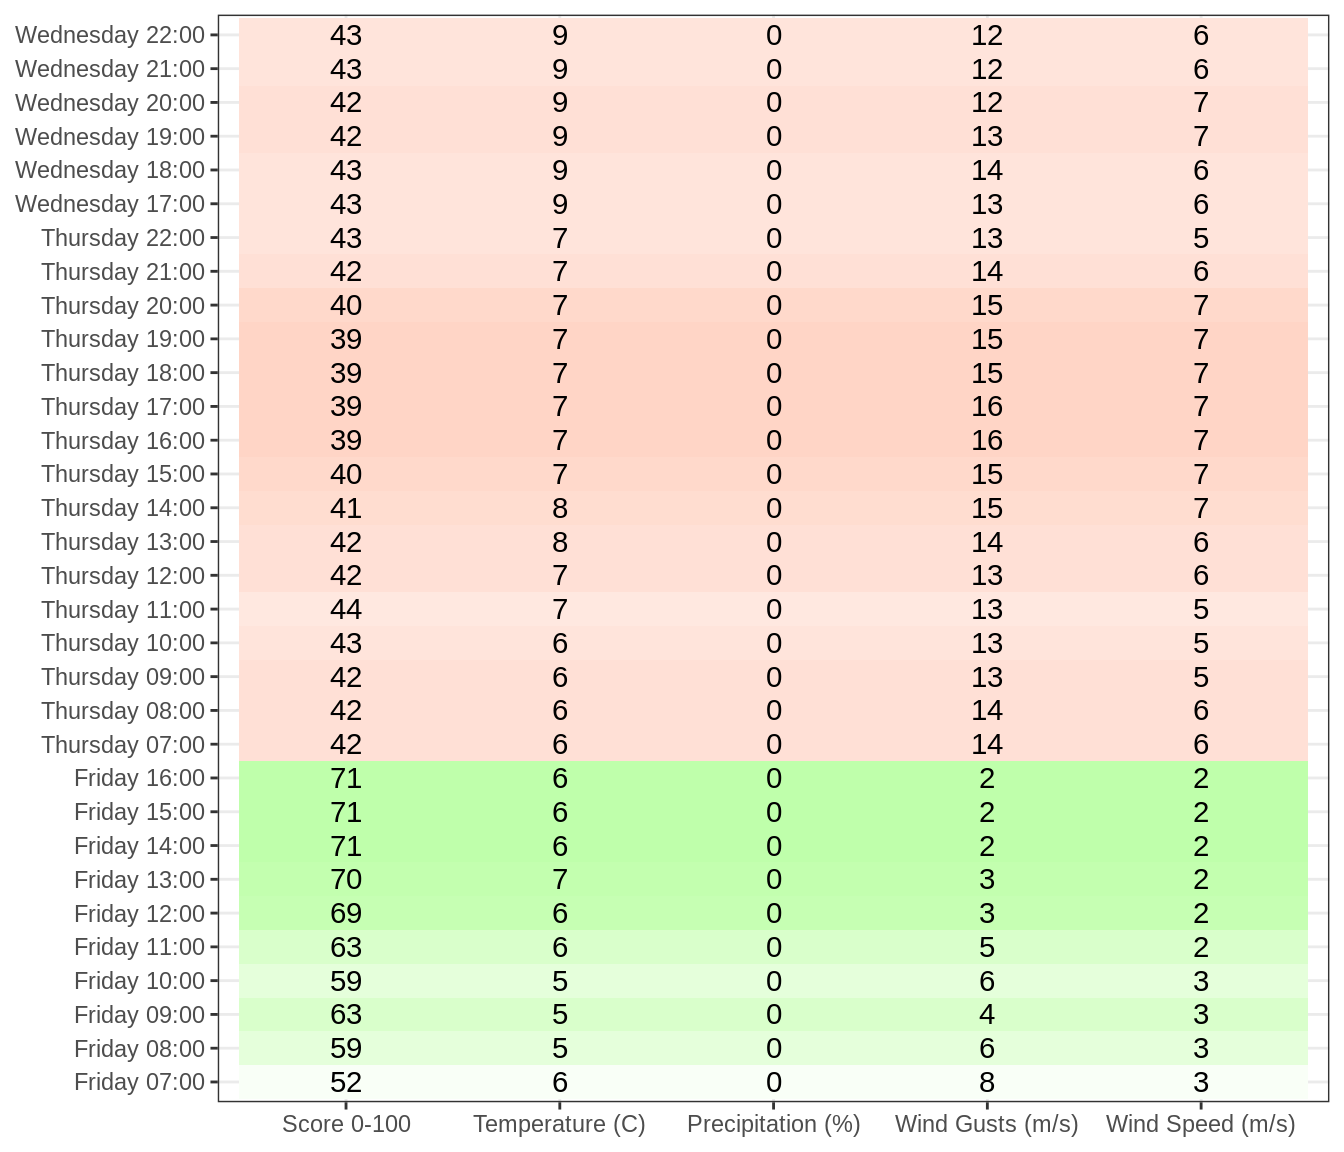 Wednesday 22:00 43 9 0 12 6
Wednesday 21:00 43 9 0 12 6
Wednesday 20:00 42 9 0 12 7
Wednesday 19:00 42 9 0 13 7
Wednesday 18:00 43 9 0 14 6
Wednesday 17:00 43 9 0 13 6
Thursday 22:00 43 7 0 13 5
Thursday 21:00 42 7 0 14 6
Thursday 20:00 40 7 0 15 7
Thursday 19:00 39 7 0 15 7
Thursday 18:00 39 7 0 15 7
Thursday 17:00 39 7 0 16 7
Thursday 16:00 39 7 0 16 7
Thursday 15:00 40 7 0 15 7
Thursday 14:00 41 8 0 15 7
Thursday 13:00 42 8 0 14 6
Thursday 12:00 42 7 0 13 6
Thursday 11:00 44 7 0 13 5
Thursday 10:00 43 6 0 13 5
Thursday 09:00 42 6 0 13 5
Thursday 08:00 42 6 0 14 6
Thursday 07:00 42 6 0 14 6
Friday 16:00 71 6 0 2 2
Friday 15:00 71 6 0 2 2
Friday 14:00 71 6 0 2 2
Friday 13:00 70 7 0 3 2
Friday 12:00 69 6 0 3 2
Friday 11:00 63 6 0 5 2
Friday 10:00 59 5 0 6 3
Friday 09:00 63 5 0 4 3
Friday 08:00 59 5 0 6 3
Friday 07:00 52 6 0 8 3
Score 0-100 Temperature (C) Precipitation (%) Wind Gusts (m/s) Wind Speed (m/s)